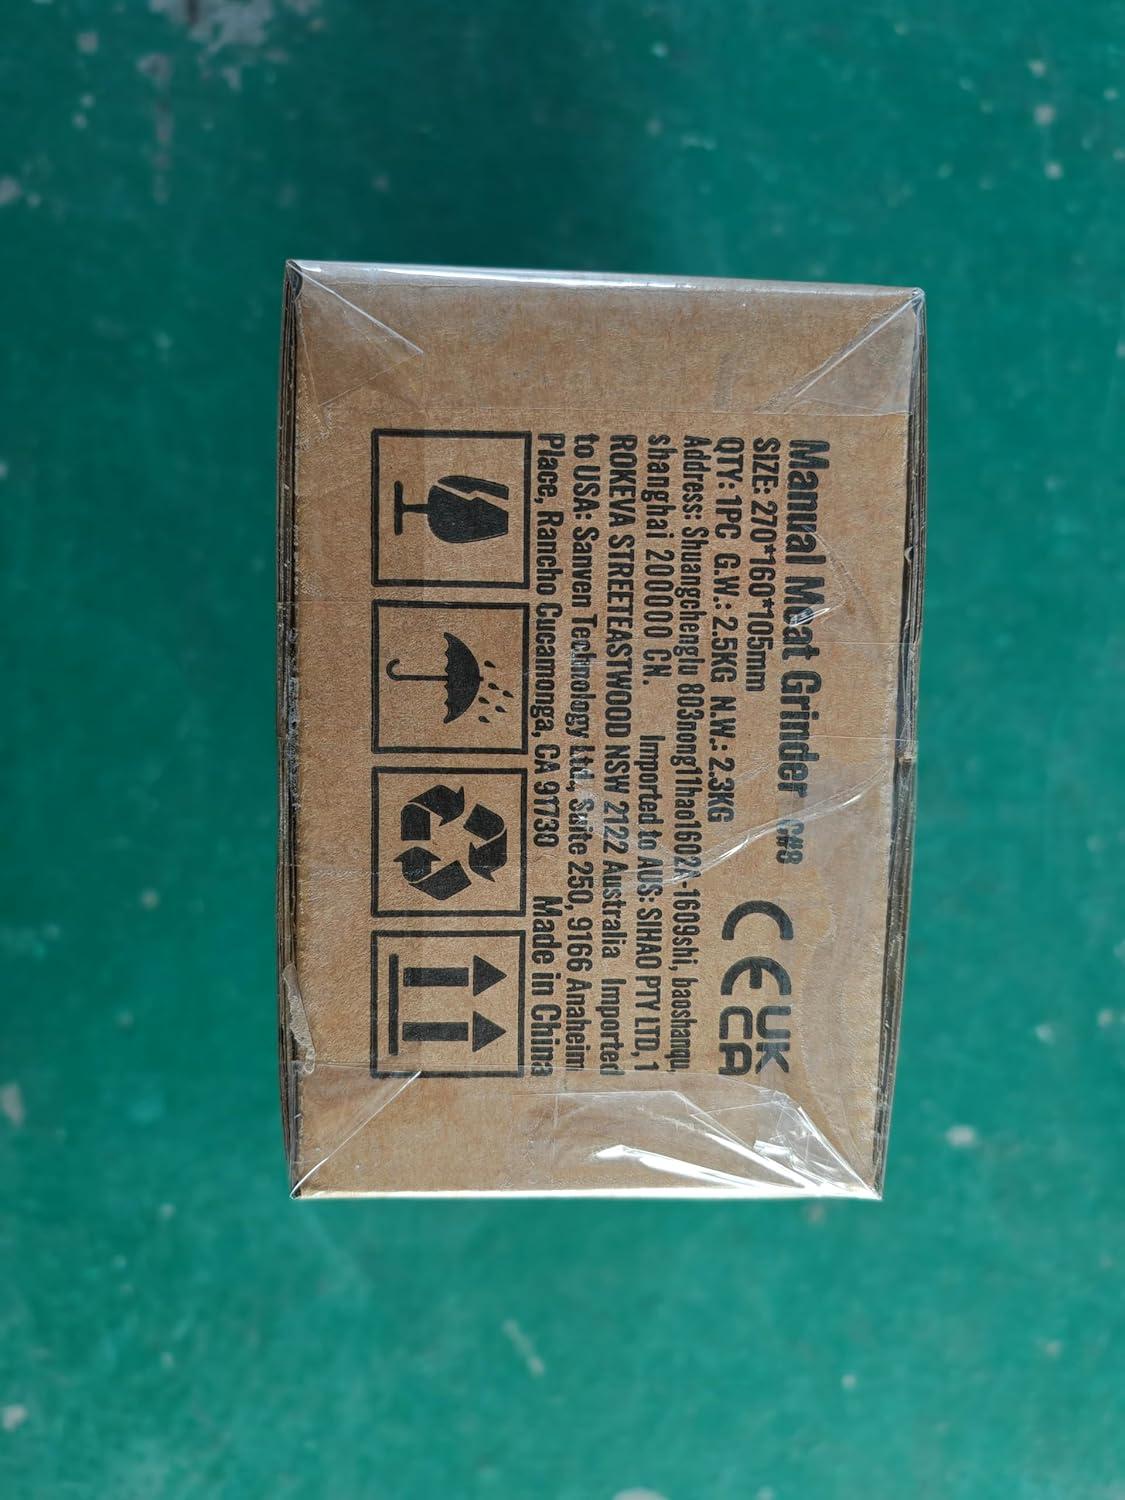 Manual Meat Grinder C#8
SIZE: 270*160*105mm
QTY: 1PC G.W.: 2.5KG N.W.: 2.3KG
CE UKCA
Address: Shuangchenglu 803nong11hao1602A-1609shi, baoshanqu,
shanghai 200000 CN. Imported to AUS: SIHAO PTY LTD, 1
ROKEVA STREETEASTWOOD NSW 2122 Australia Imported
to USA: Sanven Technology Ltd., Suite 250, 9166 Anaheim
Place, Rancho Cucamonga, CA 91730 Made in China